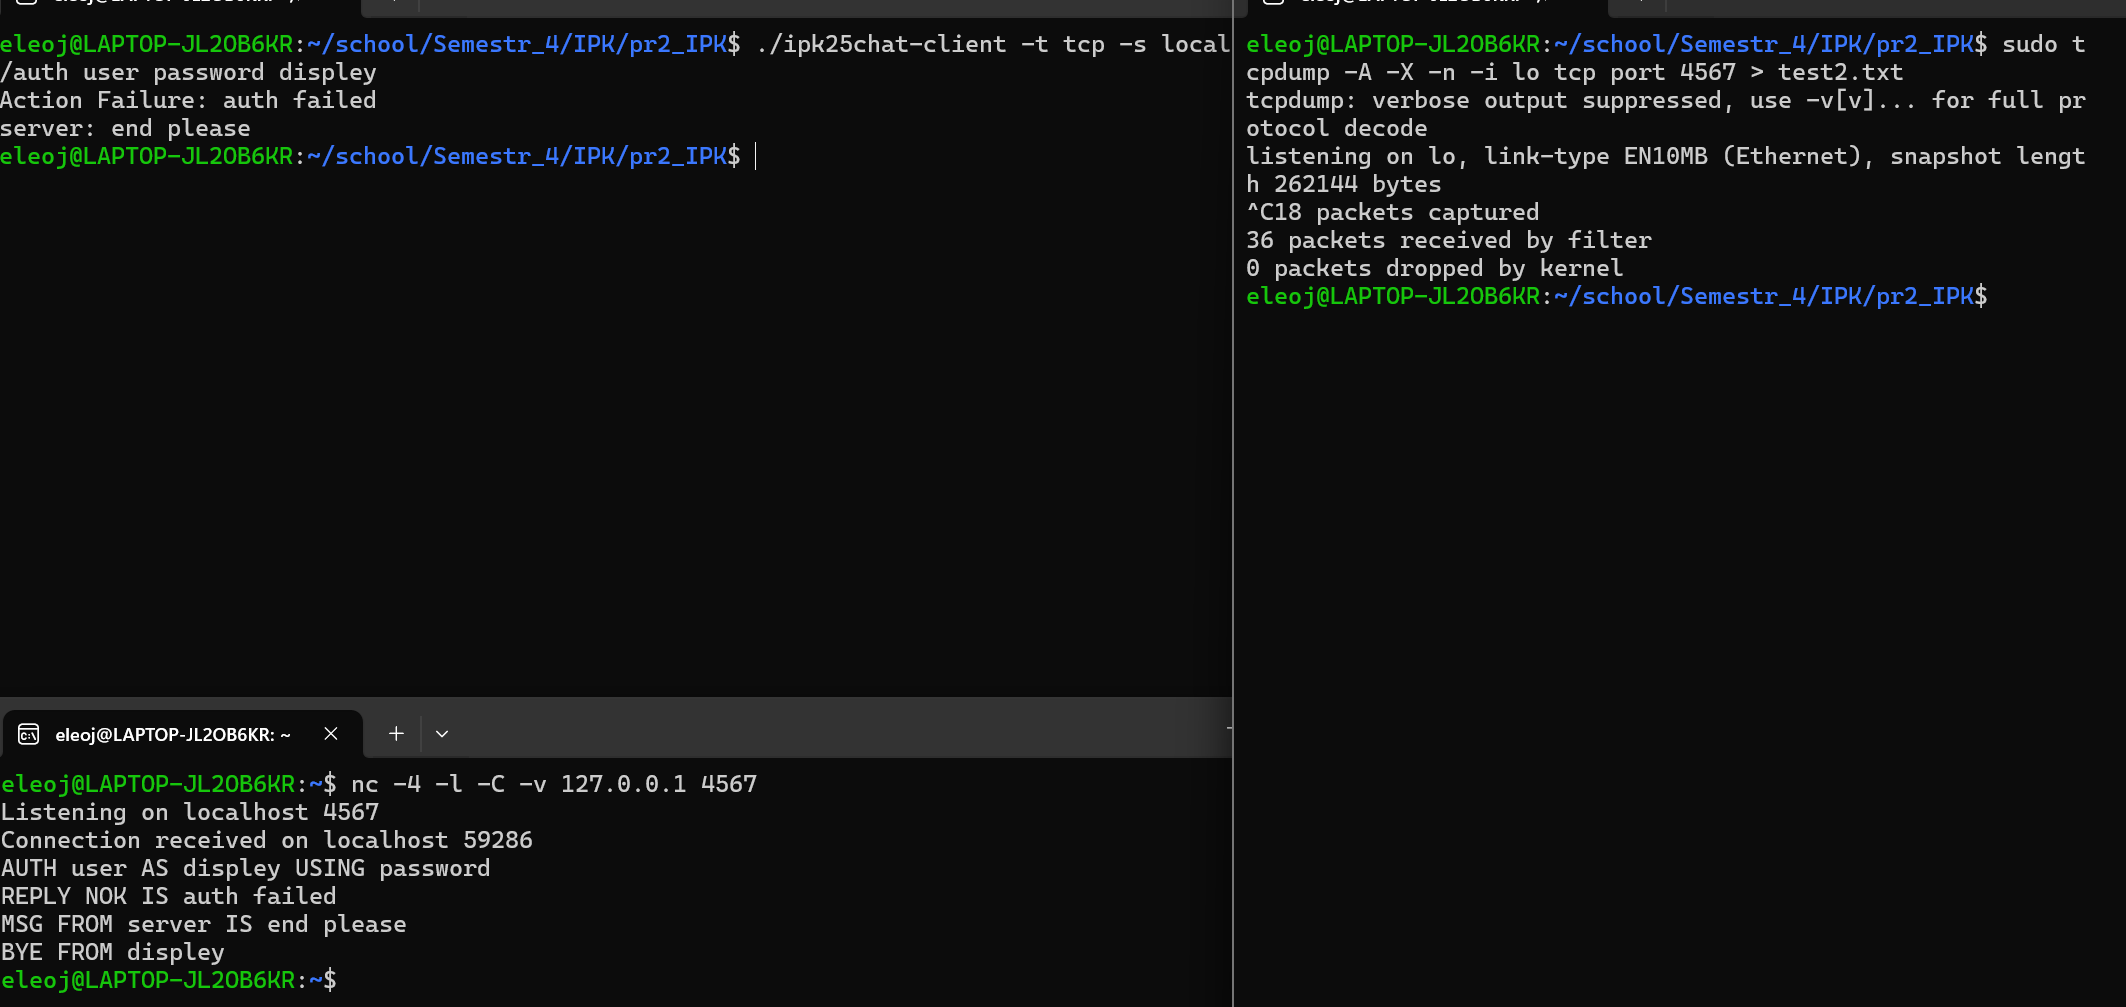 eleoj@LAPTOP-JL2OB6KR:~/school/Semestr_4/IPK/pr2_IPK$ ./ipk25chat-client -t tcp -s local
/auth user password displey
Action Failure: auth failed
server: end please
eleoj@LAPTOP-JL2OB6KR:~/school/Semestr_4/IPK/pr2_IPK$
eleoj@LAPTOP-JL2OB6KR: ~
eleoj@LAPTOP-JL2OB6KR:~$ nc -4 -l -C -v 127.0.0.1 4567
Listening on localhost 4567
Connection received on localhost 59286
AUTH user AS displey USING password
REPLY NOK IS auth failed
MSG FROM server IS end please
BYE FROM displey
eleoj@LAPTOP-JL2OB6KR:~$
eleoj@LAPTOP-JL2OB6KR:~/school/Semestr_4/IPK/pr2_IPK$ sudo t
cpdump -A -X -n -i lo tcp port 4567 > test2.txt
tcpdump: verbose output suppressed, use -v[v]... for full pr
otocol decode
listening on lo, link-type EN10MB (Ethernet), snapshot lengt
h 262144 bytes
^C18 packets captured
36 packets received by filter
0 packets dropped by kernel
eleoj@LAPTOP-JL2OB6KR:~/school/Semestr_4/IPK/pr2_IPK$